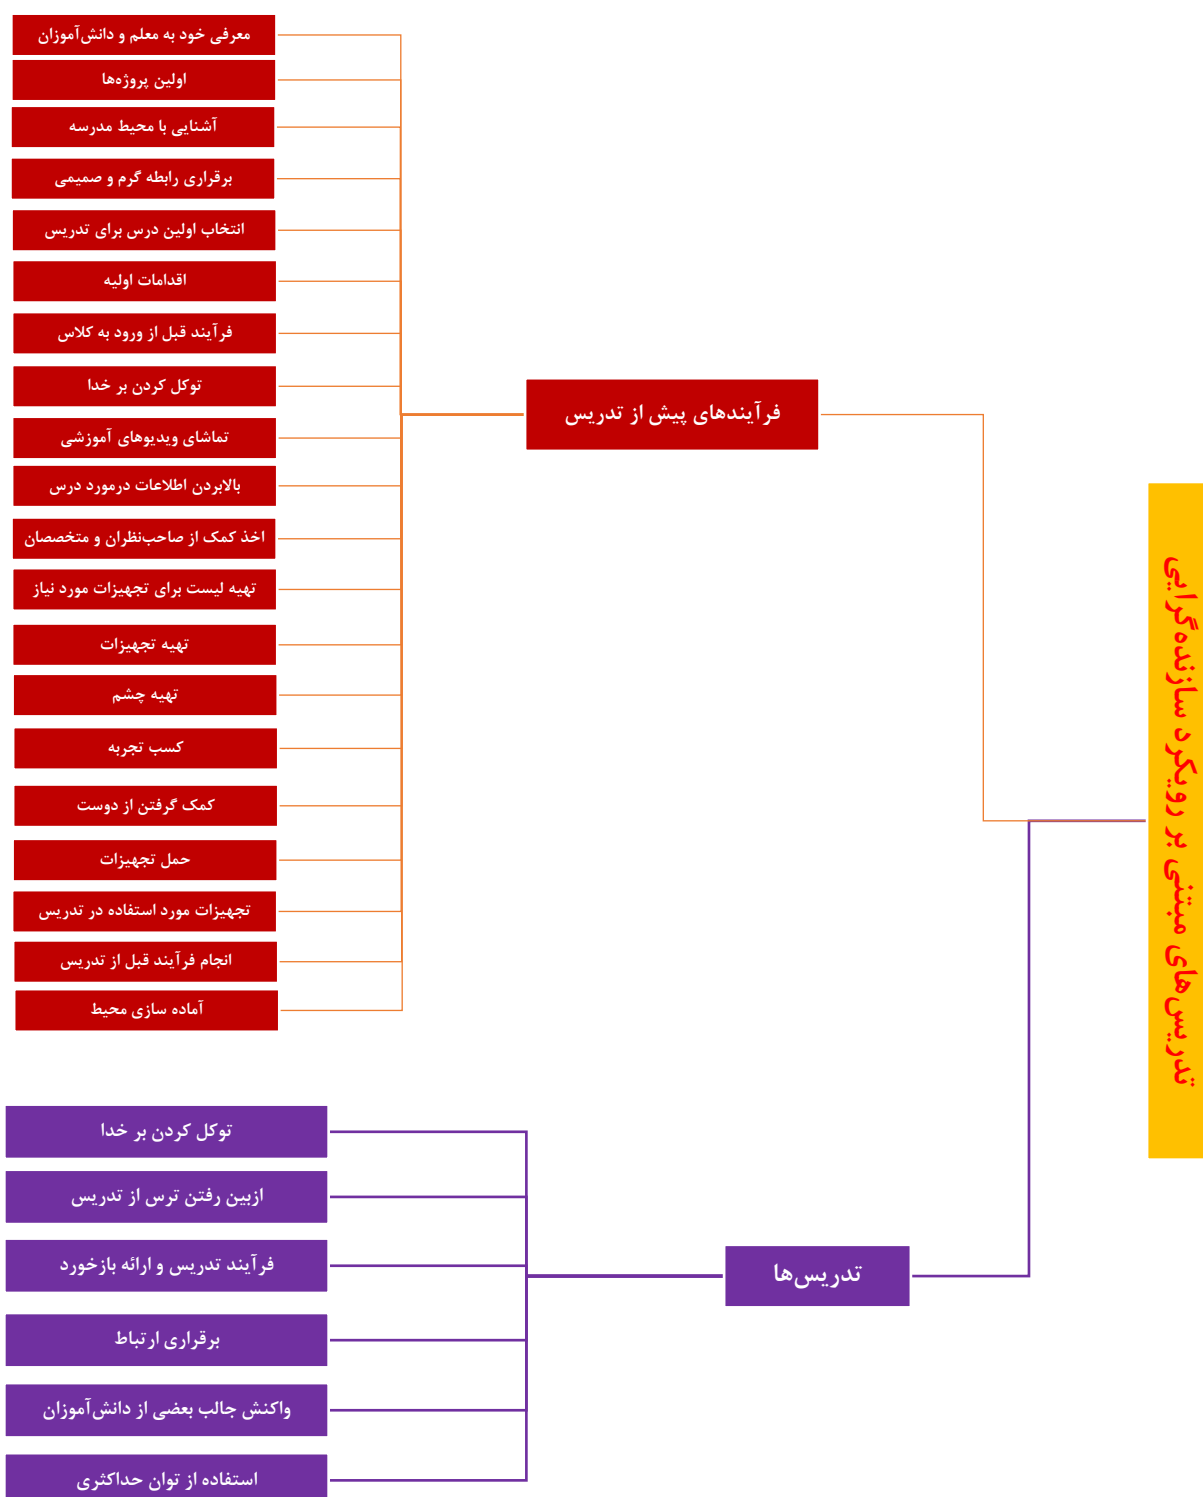 تدریس‌های مبتنی بر رویکرد سازنده‌گرایی
فرآیندهای پیش از تدریس
معرفی خود به معلم و دانش‌آموزان
اولین پروژه‌ها
آشنایی با محیط مدرسه
برقراری رابطه گرم و صمیمی
انتخاب اولین درس برای تدریس
اقدامات اولیه
فرآیند قبل از ورود به کلاس
توکل کردن بر خدا
تماشای ویدیوهای آموزشی
بالابردن اطلاعات درمورد درس
اخذ کمک از صاحب‌نظران و متخصصان
تهیه لیست برای تجهیزات مورد نیاز
تهیه تجهیزات
تهیه چشم
کسب تجربه
کمک گرفتن از دوست
حمل تجهیزات
تجهیزات مورد استفاده در تدریس
انجام فرآیند قبل از تدریس
آماده سازی محیط
تدریس‌ها
توکل کردن بر خدا
ازبین رفتن ترس از تدریس
فرآیند تدریس و ارائه بازخورد
برقراری ارتباط
واکنش جالب بعضی از دانش‌آموزان
استفاده از توان حداکثری